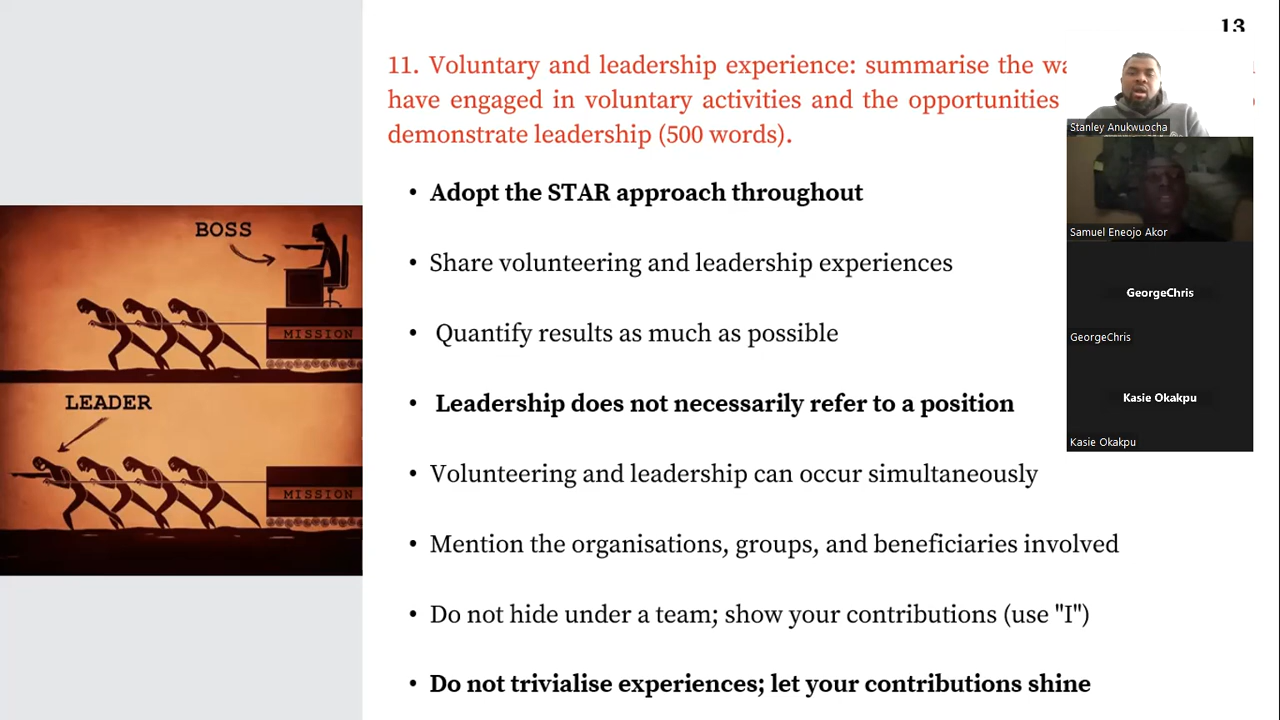 13
11. Voluntary and leadership experience: summarise the
have engaged in voluntary activities and the opportunities
demonstrate leadership (500 words).
• Adopt the STAR approach throughout
• Share volunteering and leadership experiences
• Quantify results as much as possible
• Leadership does not necessarily refer to a position
• Volunteering and leadership can occur simultaneously
• Mention the organisations, groups, and beneficiaries involved
• Do not hide under a team; show your contributions (use "I")
• Do not trivialise experiences; let your contributions shine
BOSS
MISSION
LEADER
MISSION
Stanley Anukwuocha
Samuel Eneojo Akor
GeorgeChris
GeorgeChris
Kasie Okakpu
Kasie Okakpu